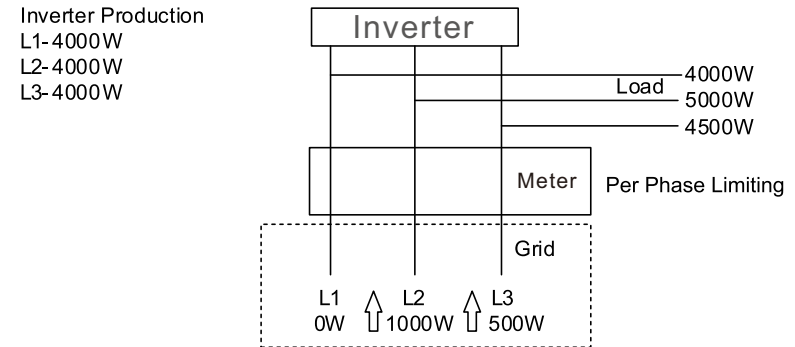 Inverter Production
L1-4000W
L2-4000W
L3-4000W
Inverter
4000W
Load
5000W
4500W
Meter
Per Phase Limiting
Grid
L1 L2 L3
0W 1000W 500W